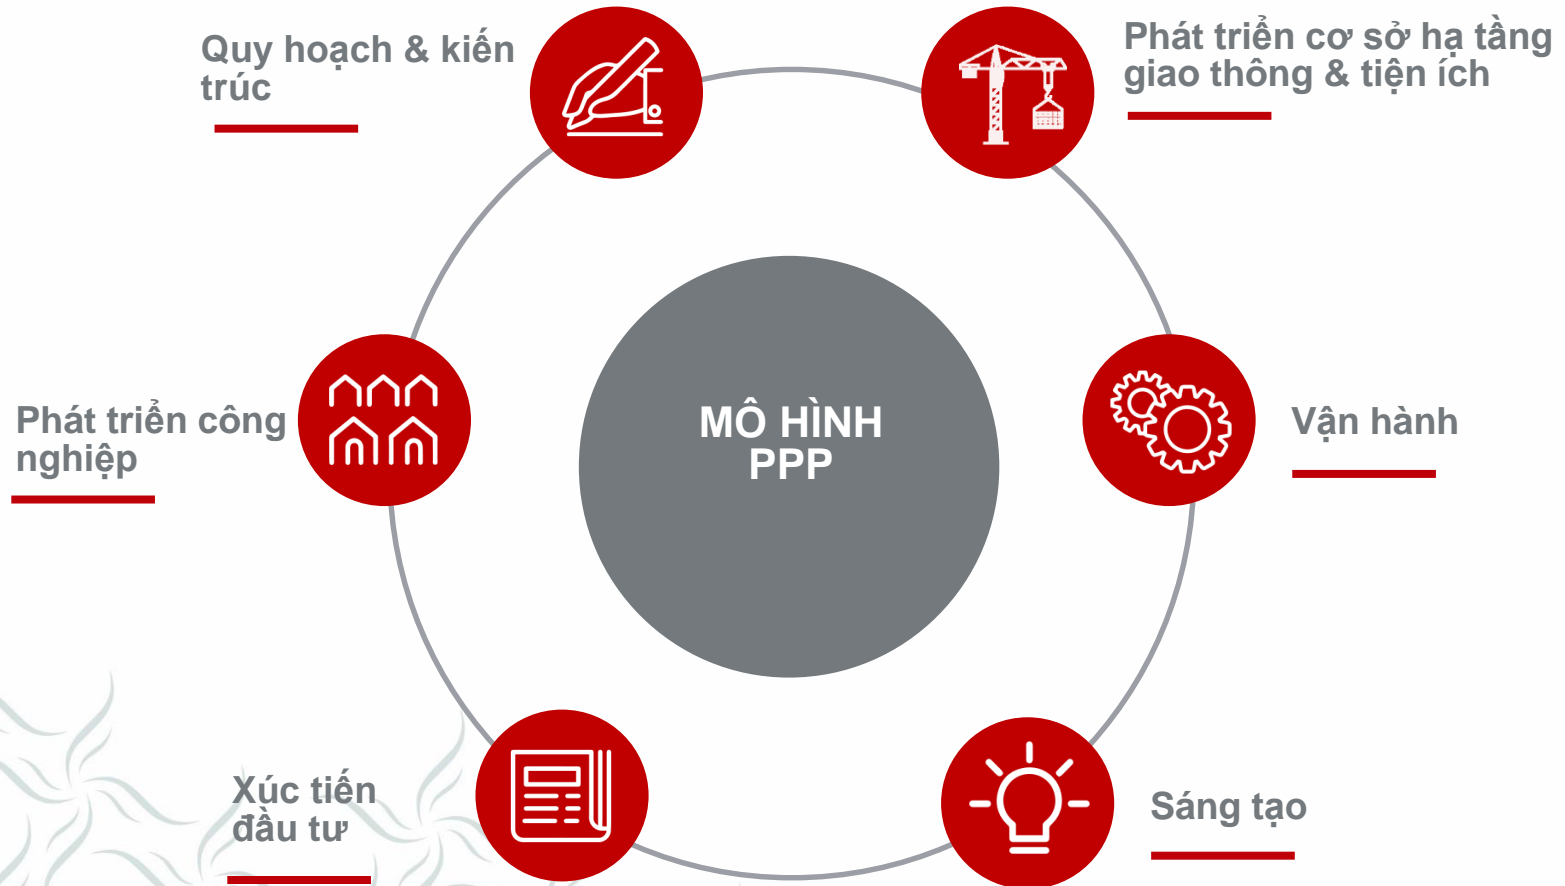 Quy hoạch & kiến
trúc
Phát triển cơ sở hạ tầng
giao thông & tiện ích
Phát triển công
nghiệp
MÔ HÌNH
PPP
Vận hành
Xúc tiến
đầu tư
Sáng tạo